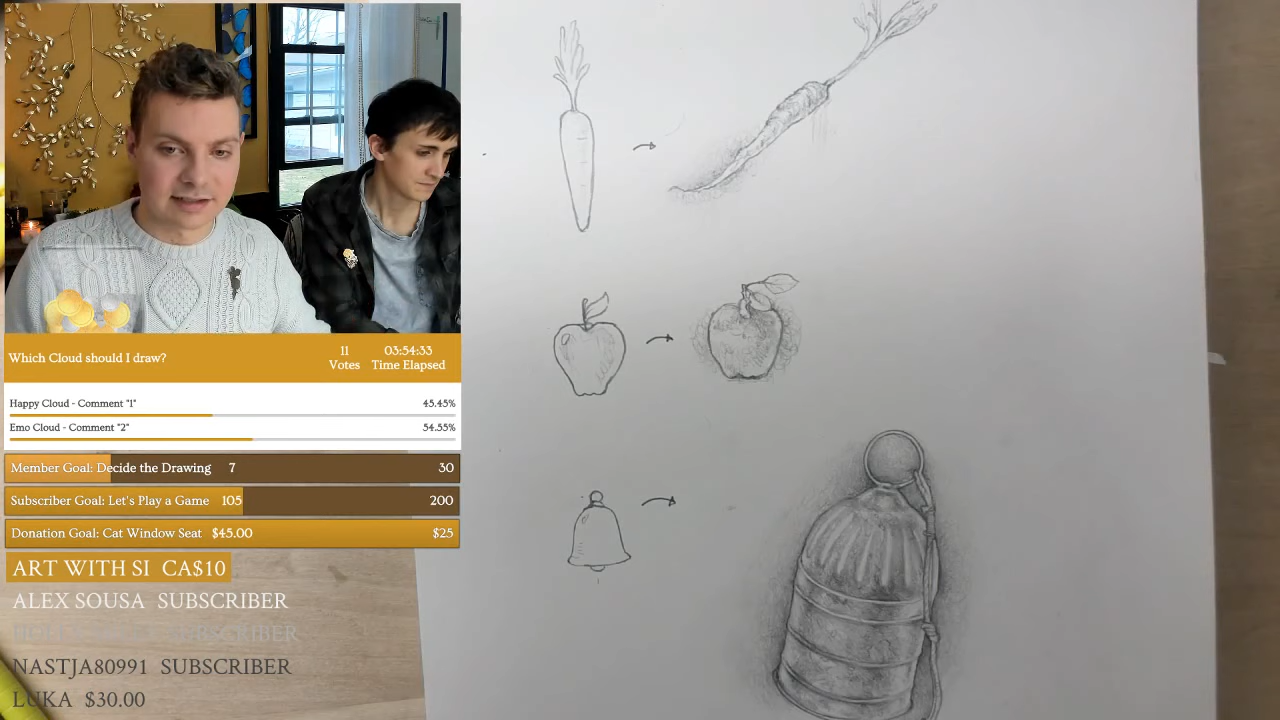 Which Cloud should I draw?
11
Votes
03:54:33
Time Elapsed
Happy Cloud - Comment "1" 45.45%
Emo Cloud - Comment "2" 54.55%
Member Goal: Decide the Drawing 7 30
Subscriber Goal: Let's Play a Game 105 200
Donation Goal: Cat Window Seat $45.00 $25
ART WITH SI CA$10
ALEX SOUSA SUBSCRIBER
SUBSCRIBER
NASTJA80991 SUBSCRIBER
LUKA $30.00